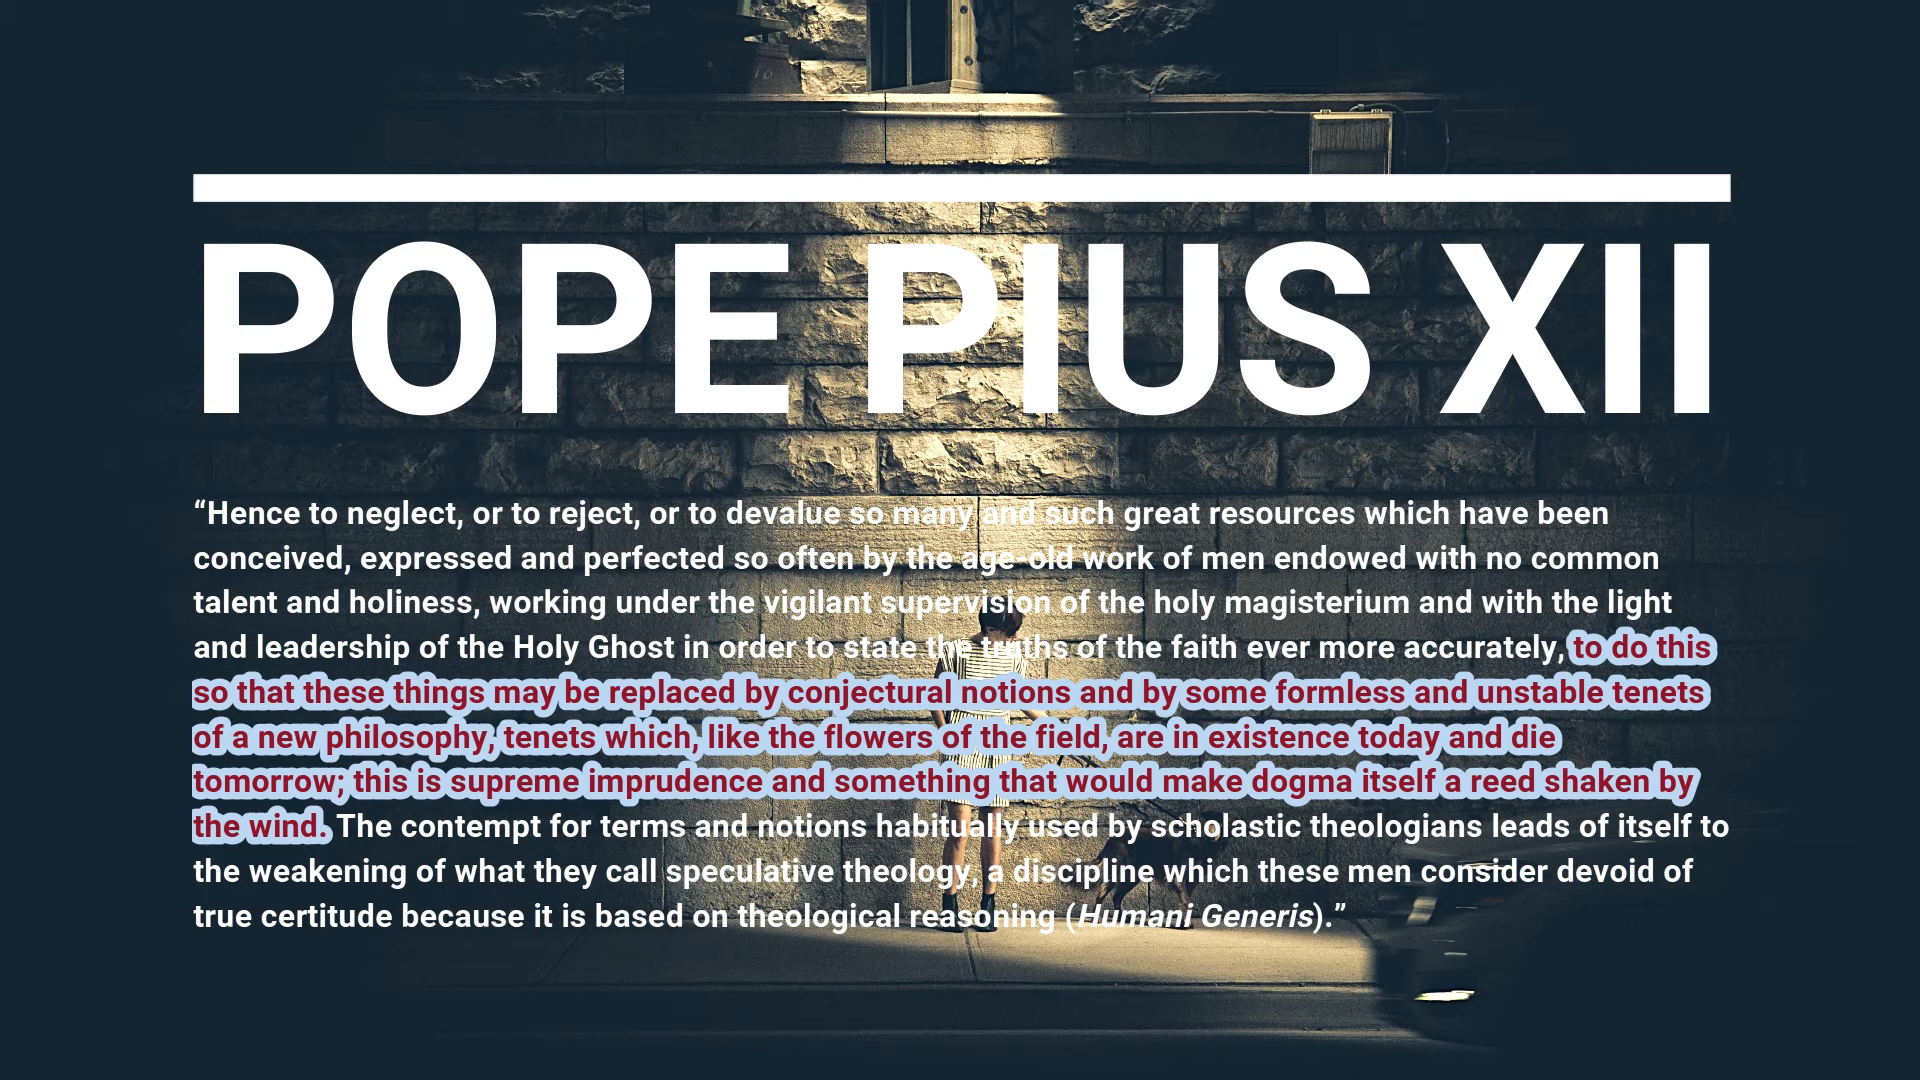 POPE PIUS XII
“Hence to neglect, or to reject, or to devalue so many and such great resources which have been
conceived, expressed and perfected so often by the age-old work of men endowed with no common
talent and holiness, working under the vigilant supervision of the holy magisterium and with the light
and leadership of the Holy Ghost in order to state the truths of the faith ever more accurately, to do this
so that these things may be replaced by conjectural notions and by some formless and unstable tenets
of a new philosophy, tenets which, like the flowers of the field, are in existence today and die
tomorrow; this is supreme imprudence and something that would make dogma itself a reed shaken by
the wind. The contempt for terms and notions habitually used by scholastic theologians leads of itself to
the weakening of what they call speculative theology, a discipline which these men consider devoid of
true certitude because it is based on theological reasoning (Humani Generis).”